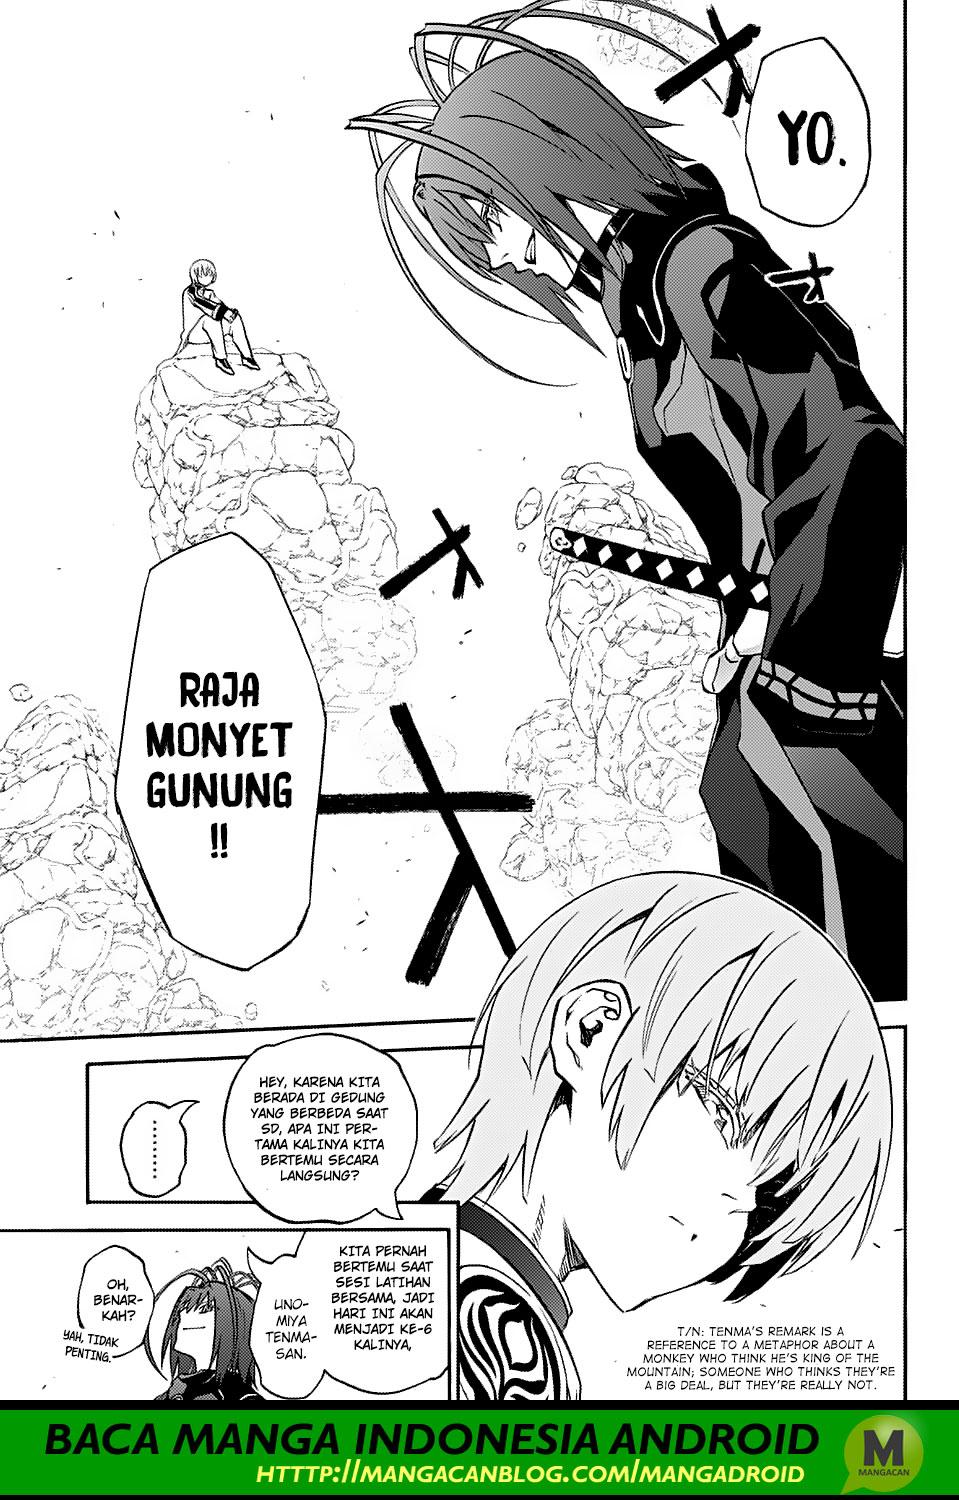 YO.
RAJA
MONYET
GUNUNG
!!
HEY, KARENA KITA
BERADA DI GEDUNG
YANG BERBEDA SAAT
SD, APA INI PER-
TAMA KALINYA KITA
BERTEMU SECARA
LANGSUNG?
.........
KITA PERNAH
BERTEMU SAAT
SESI LATIHAN
BERSAMA, JADI
HARI INI AKAN
MENJADI KE-6
KALINYA,
UNO-
MIYA
TENMA-
SAN.
OH,
BENAR-
KAH?
YAH, TIDAK
PENTING.
T/N: TENMA'S REMARK IS A
REFERENCE TO A METAPHOR ABOUT A
MONKEY WHO THINK HE'S KING OF THE
MOUNTAIN; SOMEONE WHO THINKS THEY'RE
A BIG DEAL, BUT THEY'RE REALLY NOT.
BACA MANGA INDONESIA ANDROID
HTTTP://MANGACANBLOG.COM/MANGADROID
M
MANGACAN